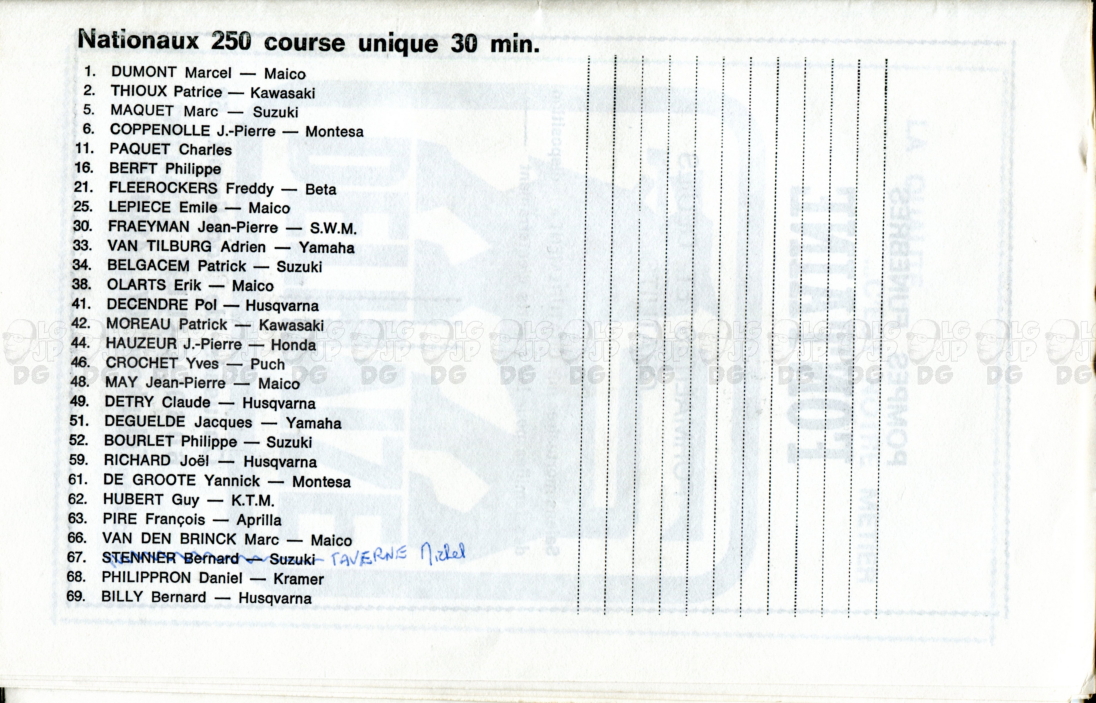 Nationaux 250 course unique 30 min.
1. DUMONT Marcel — Maico
2. THIOUX Patrice — Kawasaki
5. MAQUET Marc — Suzuki
6. COPPENOLLE J.-Pierre — Montesa
11. PAQUET Charles
16. BERFT Philippe
21. FLEEROCKERS Freddy — Beta
25. LEPIECE Emile — Maico
30. FRAEYMAN Jean-Pierre — S.W.M.
33. VAN TILBURG Adrien — Yamaha
34. BELGACEM Patrick — Suzuki
38. OLARTS Erik — Maico
41. DECENDRE Pol — Husqvarna
42. MOREAU Patrick — Kawasaki
44. HAUZEUR J.-Pierre — Honda
46. CROCHET Yves — Puch
48. MAY Jean-Pierre — Maico
49. DETRY Claude — Husqvarna
51. DEGUELDE Jacques — Yamaha
52. BOURLET Philippe — Suzuki
59. RICHARD Joël — Husqvarna
61. DE GROOTE Yannick — Montesa
62. HUBERT Guy — K.T.M.
63. PIRE François — Aprilla
66. VAN DEN BRINCK Marc — Maico
67. STENNIER Bernard — Suzuki — TAVERNE Michel
68. PHILIPPRON Daniel — Kramer
69. BILLY Bernard — Husqvarna